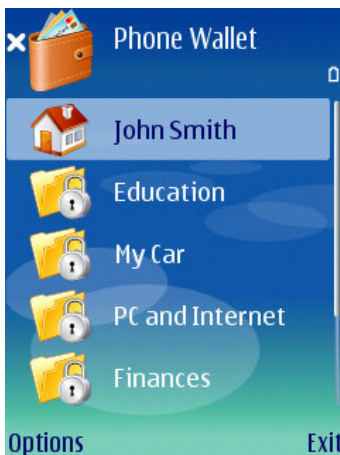 Phone Wallet
John Smith
Education
My Car
PC and Internet
Finances
Options Exit